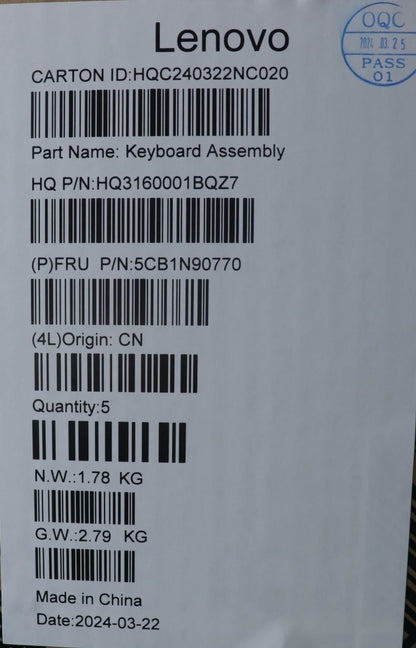 Lenovo
OQC
2024.03.25
PASS
01
CARTON ID:HQC240322NC020
Part Name: Keyboard Assembly
HQ P/N:HQ3160001BQZ7
(P)FRU P/N:5CB1N90770
(4L)Origin: CN
Quantity:5
N.W.:1.78 KG
G.W.:2.79 KG
Made in China
Date:2024-03-22